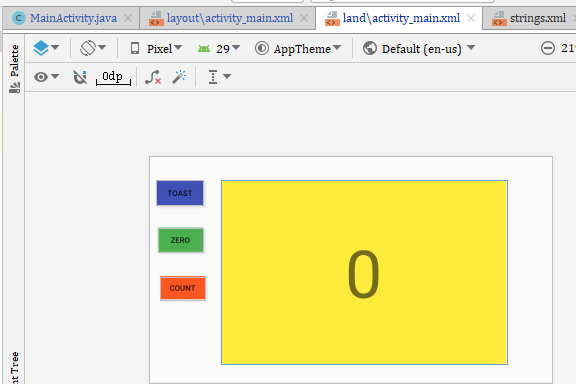 MainActivity.java layout\activity_main.xml land\activity_main.xml strings.xml
Palette
Pixel 29 AppTheme Default (en-us)
0dp
TOAST
ZERO
COUNT
0
Tree